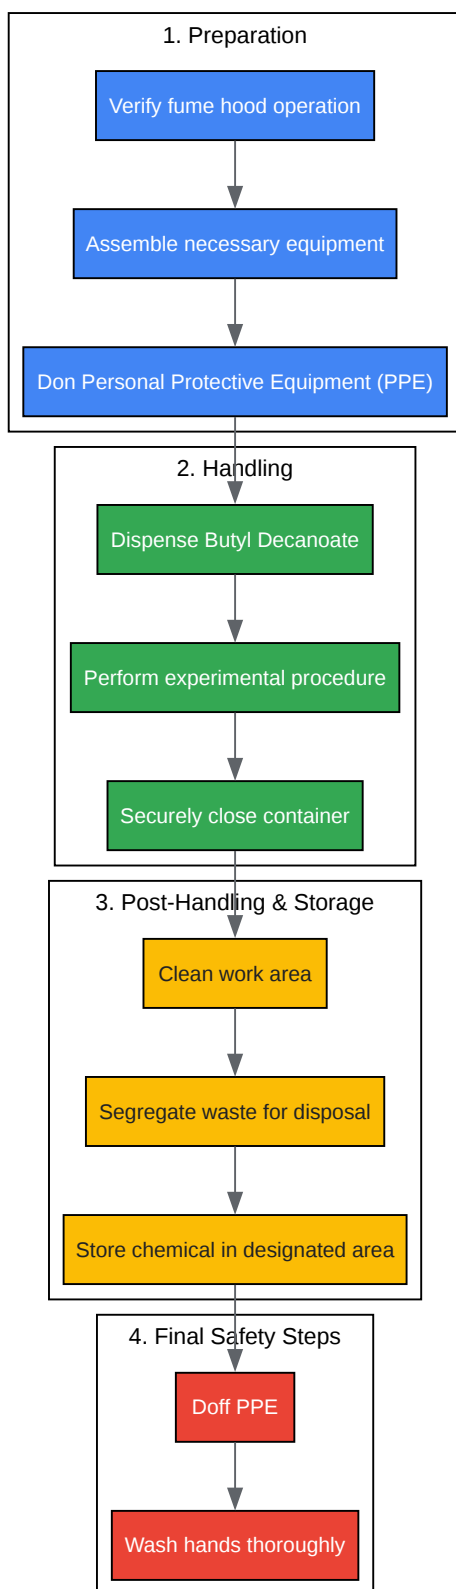 1. Preparation
Verify fume hood operation
Assemble necessary equipment
Don Personal Protective Equipment (PPE)
2. Handling
Dispense Butyl Decanoate
Perform experimental procedure
Securely close container
3. Post-Handling & Storage
Clean work area
Segregate waste for disposal
Store chemical in designated area
4. Final Safety Steps
Doff PPE
Wash hands thoroughly